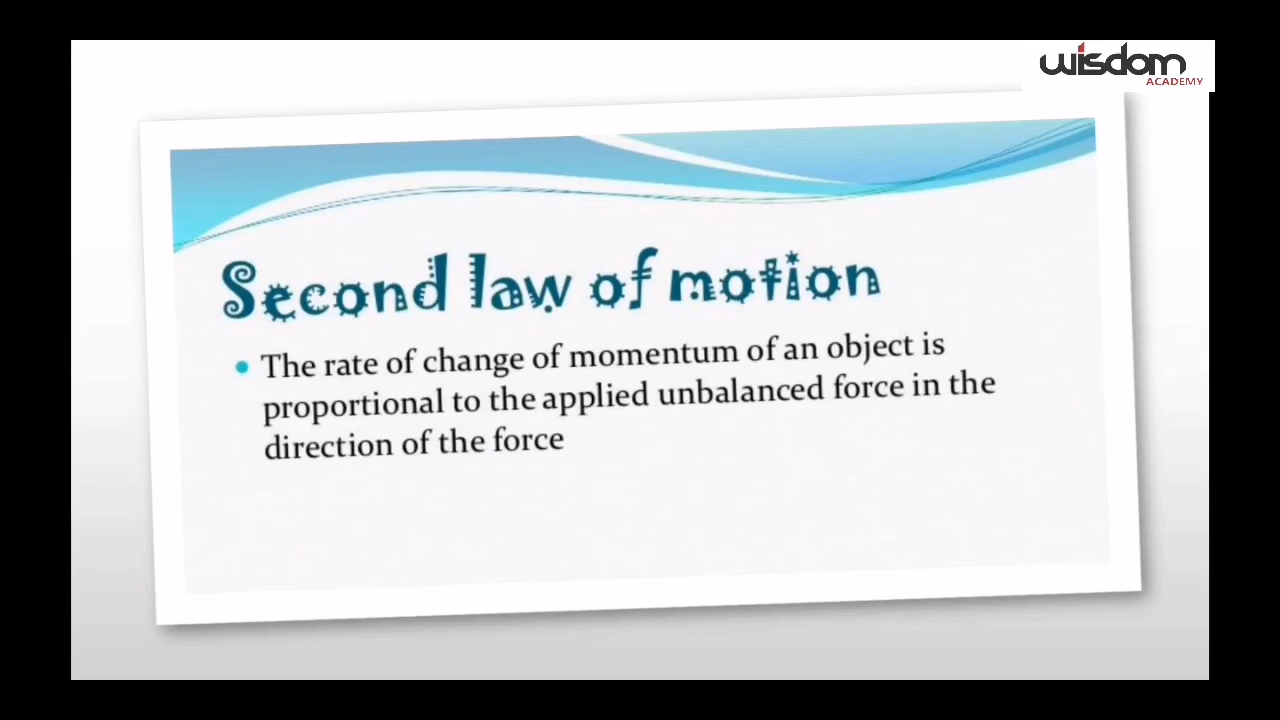 wisdom
ACADEMY
Second law of motion
• The rate of change of momentum of an object is
proportional to the applied unbalanced force in the
direction of the force